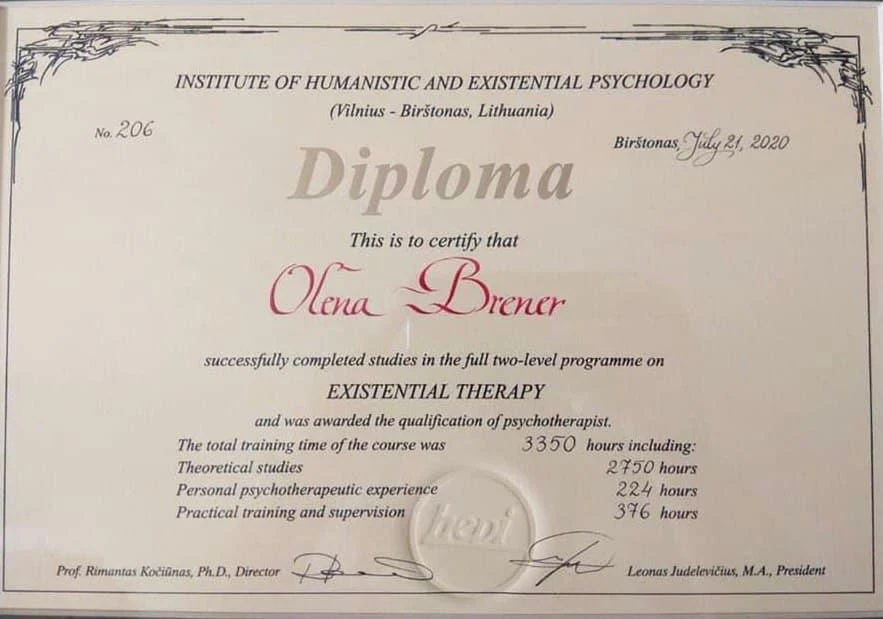 INSTITUTE OF HUMANISTIC AND EXISTENTIAL PSYCHOLOGY
(Vilnius - Birštonas, Lithuania)
No. 206
Birštonas, July 21, 2020
Diploma
This is to certify that
Olena Brener
successfully completed studies in the full two-level programme on
EXISTENTIAL THERAPY
and was awarded the qualification of psychotherapist.
The total training time of the course was 3350 hours including:
Theoretical studies 2750 hours
Personal psychotherapeutic experience 224 hours
Practical training and supervision 376 hours
hepi
Prof. Rimantas Kočiūnas, Ph.D., Director
Leonas Judelevičius, M.A., President